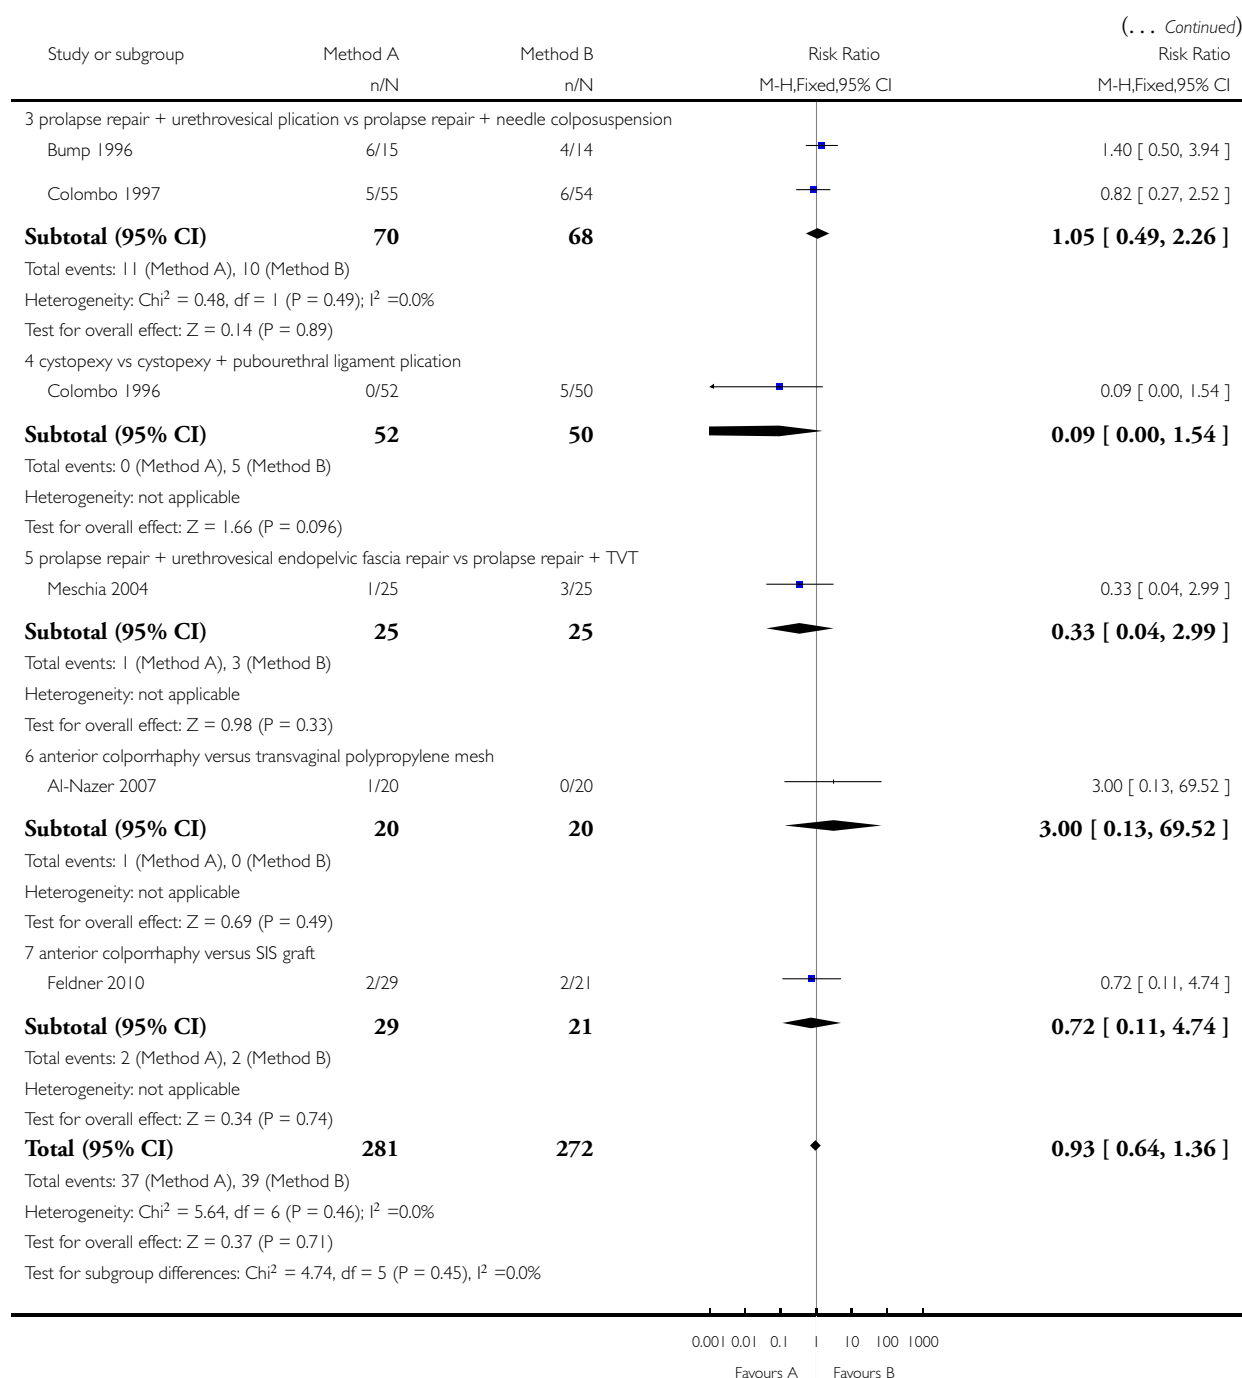 (... Continued)
Study or subgroup Method A Method B Risk Ratio Risk Ratio
n/N n/N M-H,Fixed,95% CI M-H,Fixed,95% CI
3 prolapse repair + urethrovesical plication vs prolapse repair + needle colposuspension
Bump 1996 6/15 4/14 1.40 [ 0.50, 3.94 ]
Colombo 1997 5/55 6/54 0.82 [ 0.27, 2.52 ]
Subtotal (95% CI) 70 68 1.05 [ 0.49, 2.26 ]
Total events: 11 (Method A), 10 (Method B)
Heterogeneity: Chi² = 0.48, df = 1 (P = 0.49); I² =0.0%
Test for overall effect: Z = 0.14 (P = 0.89)
4 cystopexy vs cystopexy + pubourethral ligament plication
Colombo 1996 0/52 5/50 0.09 [ 0.00, 1.54 ]
Subtotal (95% CI) 52 50 0.09 [ 0.00, 1.54 ]
Total events: 0 (Method A), 5 (Method B)
Heterogeneity: not applicable
Test for overall effect: Z = 1.66 (P = 0.096)
5 prolapse repair + urethrovesical endopelvic fascia repair vs prolapse repair + TVT
Meschia 2004 1/25 3/25 0.33 [ 0.04, 2.99 ]
Subtotal (95% CI) 25 25 0.33 [ 0.04, 2.99 ]
Total events: 1 (Method A), 3 (Method B)
Heterogeneity: not applicable
Test for overall effect: Z = 0.98 (P = 0.33)
6 anterior colporrhaphy versus transvaginal polypropylene mesh
Al-Nazer 2007 1/20 0/20 3.00 [ 0.13, 69.52 ]
Subtotal (95% CI) 20 20 3.00 [ 0.13, 69.52 ]
Total events: 1 (Method A), 0 (Method B)
Heterogeneity: not applicable
Test for overall effect: Z = 0.69 (P = 0.49)
7 anterior colporrhaphy versus SIS graft
Feldner 2010 2/29 2/21 0.72 [ 0.11, 4.74 ]
Subtotal (95% CI) 29 21 0.72 [ 0.11, 4.74 ]
Total events: 2 (Method A), 2 (Method B)
Heterogeneity: not applicable
Test for overall effect: Z = 0.34 (P = 0.74)
Total (95% CI) 281 272 0.93 [ 0.64, 1.36 ]
Total events: 37 (Method A), 39 (Method B)
Heterogeneity: Chi² = 5.64, df = 6 (P = 0.46); I² =0.0%
Test for overall effect: Z = 0.37 (P = 0.71)
Test for subgroup differences: Chi² = 4.74, df = 5 (P = 0.45), I² =0.0%
0.001 0.01 0.1 1 10 100 1000
Favours A Favours B